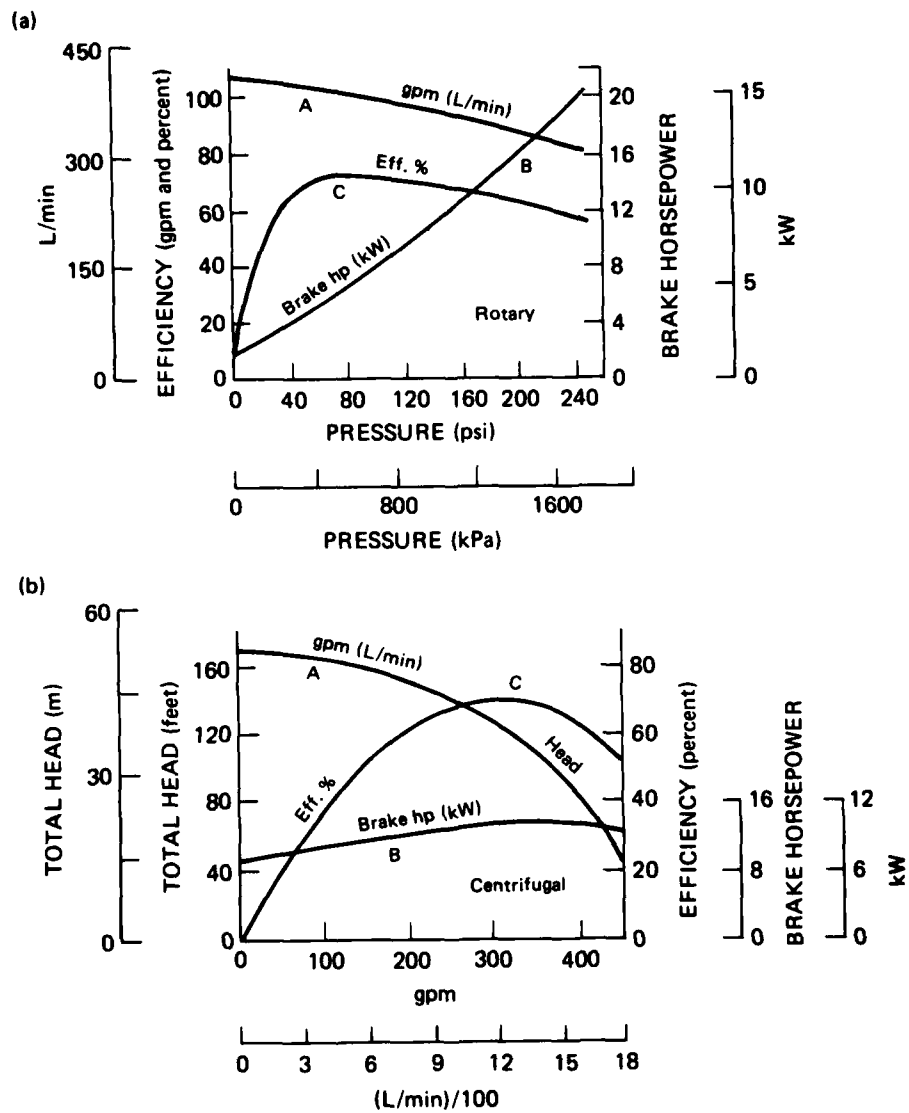 (a)
450
300
150
0
L/min
EFFICIENCY (gpm and percent)
100
80
60
40
20
0
gpm (L/min)
A
Eff. %
C
B
Brake hp (kW)
Rotary
20
16
12
8
4
0
BRAKE HORSEPOWER
15
10
5
0
kW
0 40 80 120 160 200 240
PRESSURE (psi)
0 800 1600
PRESSURE (kPa)
(b)
60
30
0
TOTAL HEAD (m)
TOTAL HEAD (feet)
160
120
70
40
0
gpm (L/min)
A
C
Head
Eff. %
Brake hp (kW)
B
Centrifugal
80
60
40
20
0
EFFICIENCY (percent)
16
8
0
BRAKE HORSEPOWER
12
6
0
kW
0 100 200 300 400
gpm
0 3 6 9 12 15 18
(L/min)/100